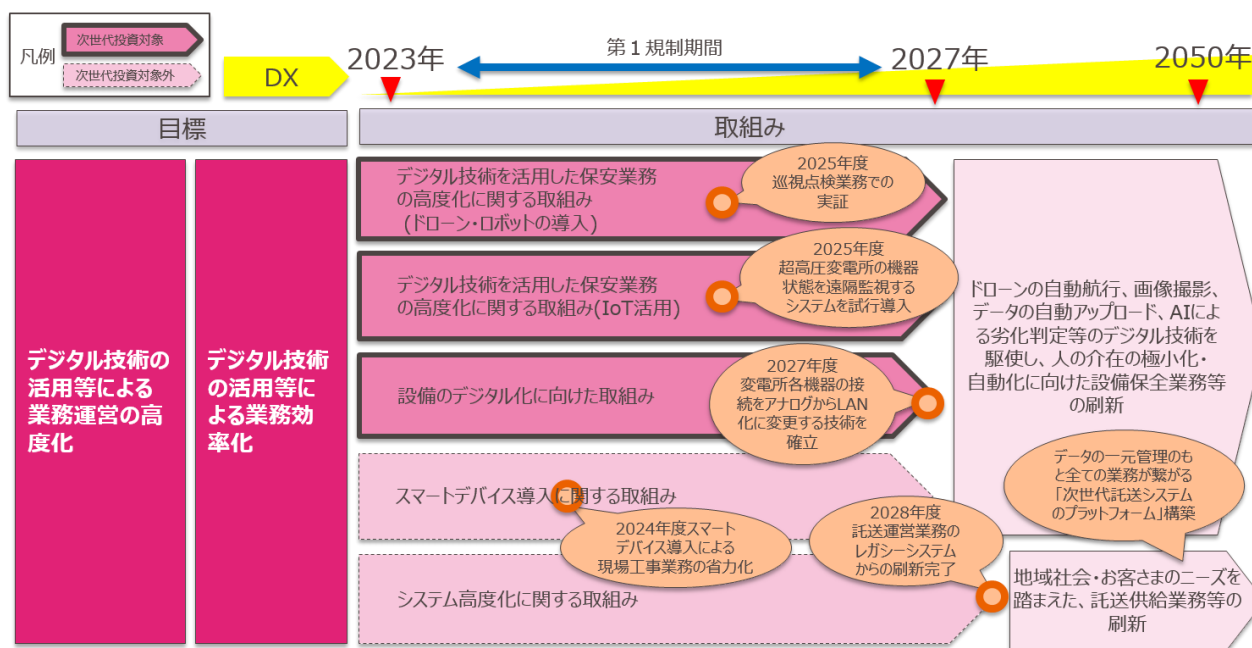 凡例
次世代投資対象
次世代投資対象外
DX
2023年
第1規制期間
2027年
2050年
目標
取組み
デジタル技術の
活用等による
業務運営の高
度化
デジタル技術
の活用等に
よる業務効
率化
デジタル技術を活用した保安業務
の高度化に関する取組み
(ドローン・ロボットの導入)
2025年度
巡視点検業務での
実証
デジタル技術を活用した保安業務
の高度化に関する取組み(IoT活用)
2025年度
超高圧変電所の機器
状態を遠隔監視する
システムを試行導入
設備のデジタル化に向けた取組み
2027年度
変電所各機器の接
続をアナログからLAN
化に変更する技術を
確立
スマートデバイス導入に関する取組み
2024年度スマート
デバイス導入による
現場工事業務の省力化
システム高度化に関する取組み
2028年度
託送運営業務の
レガシーシステム
からの刷新完了
ドローンの自動航行、画像撮影、
データの自動アップロード、AIによ
る劣化判定等のデジタル技術を
駆使し、人の介在の極小化・
自動化に向けた設備保全業務等
の刷新
データの一元管理のも
と全ての業務が繋がる
「次世代託送システム
のプラットフォーム」構築
地域社会・お客さまのニーズを
踏まえた、託送供給業務等の
刷新